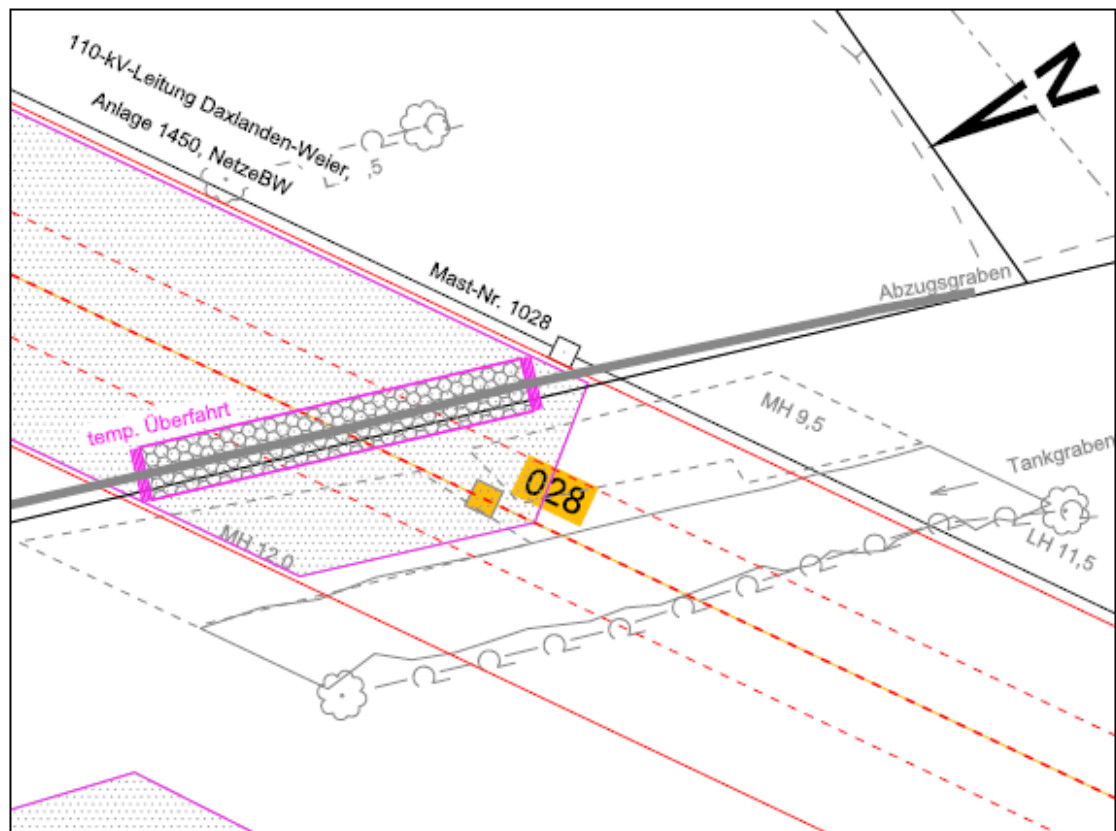 110-kV-Leitung Daxlanden-Weier,
Anlage 1450, NetzeBW
,5
N
Mast-Nr. 1028
Abzugsgraben
temp. Überfahrt
MH 9,5
Tankgraben
028
MH 12,0
LH 11,5